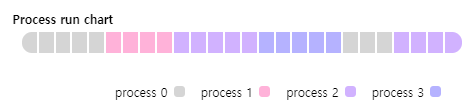 Process run chart
process 0
process 1
process 2
process 3